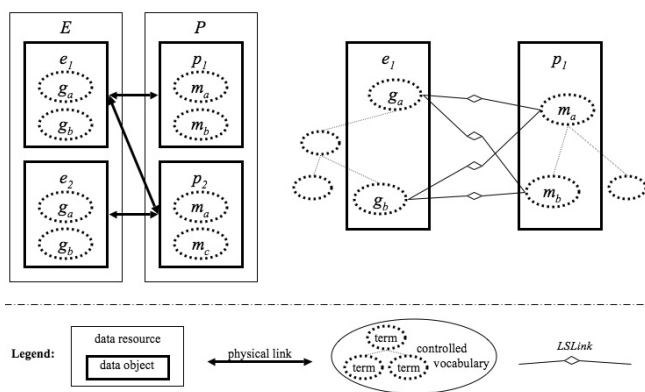 E P
e1 p1
ga ma
gb mb
e2 p2
ga ma
gb mc
e1 p1
ga ma
gb mb
Legend:
data resource
data object
physical link
term
term term
controlled
vocabulary
LSLink